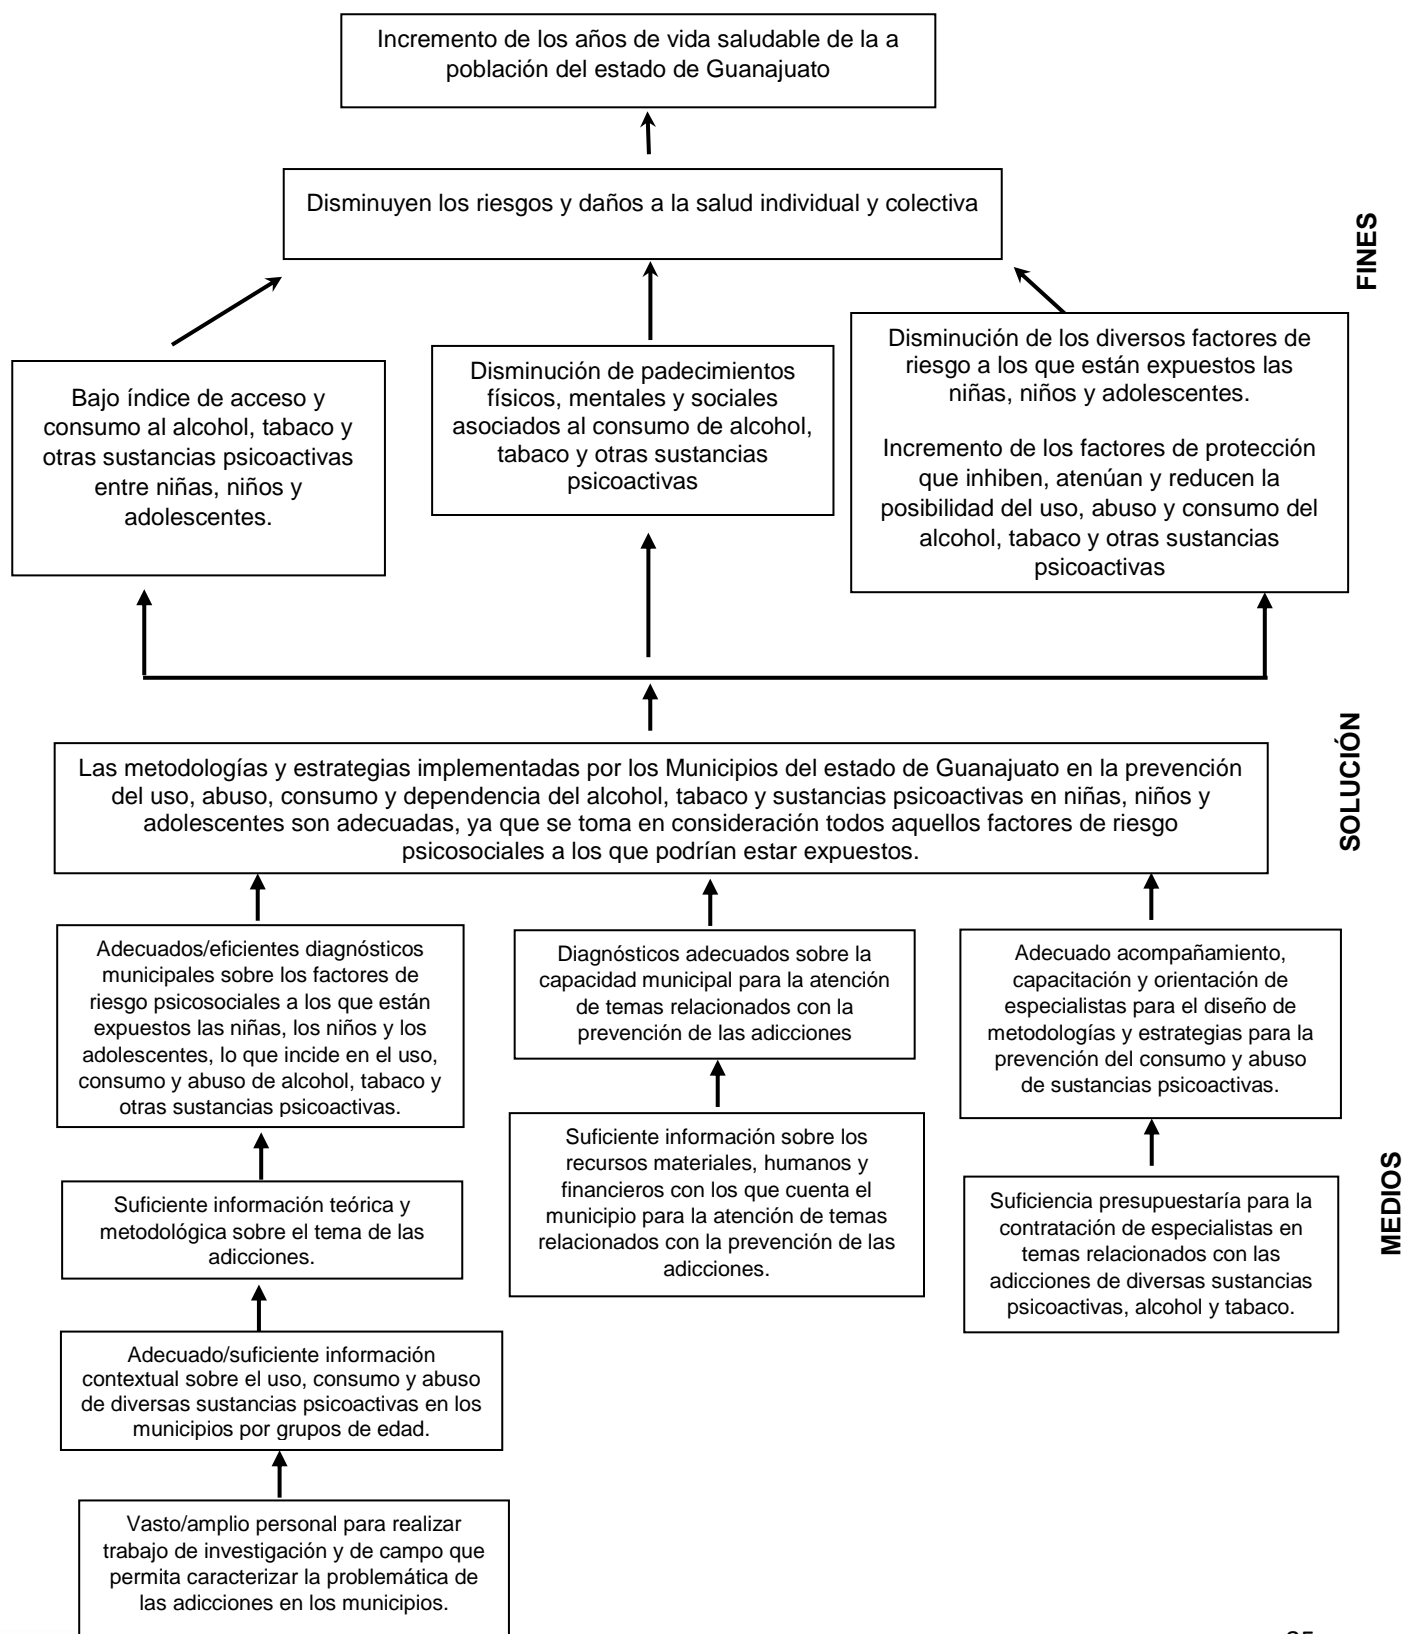 Incremento de los años de vida saludable de la a
población del estado de Guanajuato
Disminuyen los riesgos y daños a la salud individual y colectiva
FINES
Bajo índice de acceso y
consumo al alcohol, tabaco y
otras sustancias psicoactivas
entre niñas, niños y
adolescentes.
Disminución de padecimientos
físicos, mentales y sociales
asociados al consumo de alcohol,
tabaco y otras sustancias
psicoactivas
Disminución de los diversos factores de
riesgo a los que están expuestos las
niñas, niños y adolescentes.
Incremento de los factores de protección
que inhiben, atenúan y reducen la
posibilidad del uso, abuso y consumo del
alcohol, tabaco y otras sustancias
psicoactivas
SOLUCIÓN
Las metodologías y estrategias implementadas por los Municipios del estado de Guanajuato en la prevención
del uso, abuso, consumo y dependencia del alcohol, tabaco y sustancias psicoactivas en niñas, niños y
adolescentes son adecuadas, ya que se toma en consideración todos aquellos factores de riesgo
psicosociales a los que podrían estar expuestos.
Adecuados/eficientes diagnósticos
municipales sobre los factores de
riesgo psicosociales a los que están
expuestos las niñas, los niños y los
adolescentes, lo que incide en el uso,
consumo y abuso de alcohol, tabaco y
otras sustancias psicoactivas.
Diagnósticos adecuados sobre la
capacidad municipal para la atención
de temas relacionados con la
prevención de las adicciones
Adecuado acompañamiento,
capacitación y orientación de
especialistas para el diseño de
metodologías y estrategias para la
prevención del consumo y abuso
de sustancias psicoactivas.
MEDIOS
Suficiente información teórica y
metodológica sobre el tema de las
adicciones.
Suficiente información sobre los
recursos materiales, humanos y
financieros con los que cuenta el
municipio para la atención de temas
relacionados con la prevención de las
adicciones.
Suficiencia presupuestaría para la
contratación de especialistas en
temas relacionados con las
adicciones de diversas sustancias
psicoactivas, alcohol y tabaco.
Adecuado/suficiente información
contextual sobre el uso, consumo y abuso
de diversas sustancias psicoactivas en los
municipios por grupos de edad.
Vasto/amplio personal para realizar
trabajo de investigación y de campo que
permita caracterizar la problemática de
las adicciones en los municipios.